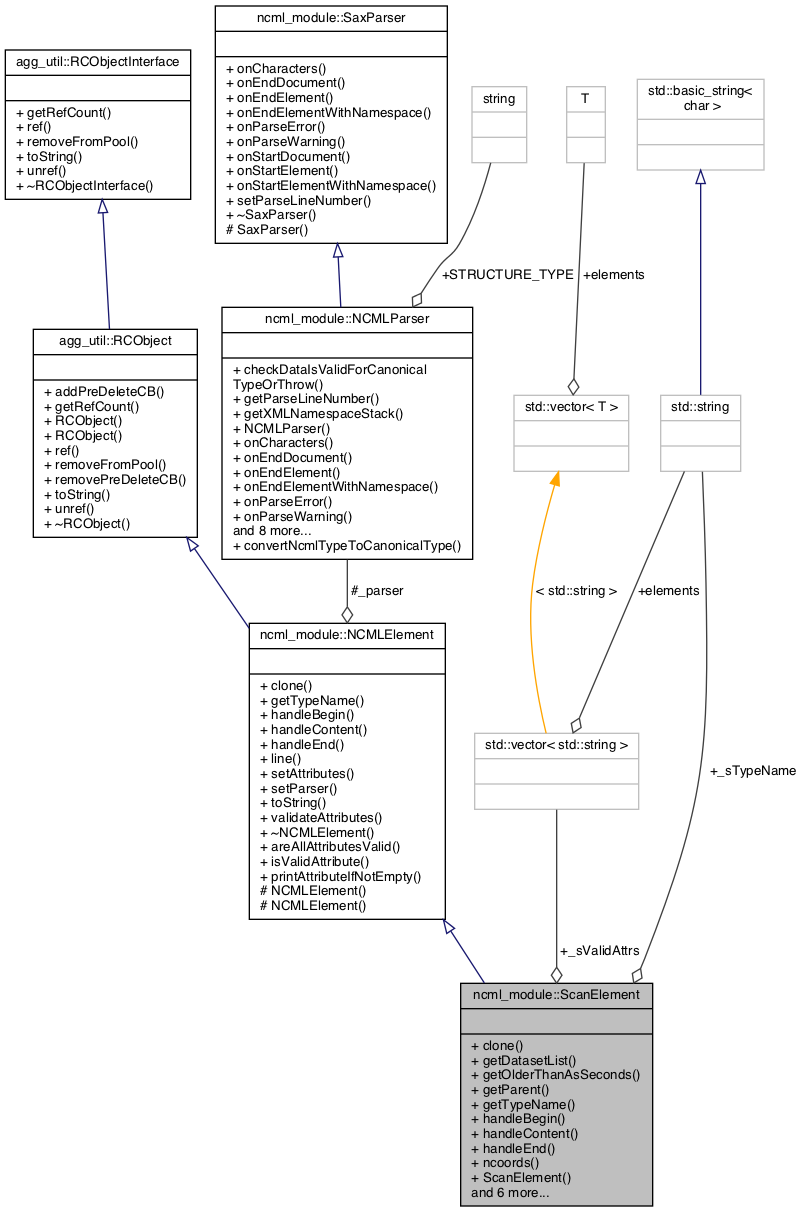 ncml_module::SaxParser
+ onCharacters()
+ onEndDocument()
+ onEndElement()
+ onEndElementWithNamespace()
+ onParseError()
+ onParseWarning()
+ onStartDocument()
+ onStartElement()
+ onStartElementWithNamespace()
+ setParseLineNumber()
+ ~SaxParser()
# SaxParser()
agg_util::RCObjectInterface
+ getRefCount()
+ ref()
+ removeFromPool()
+ toString()
+ unref()
+ ~RCObjectInterface()
string
T
std::basic_string<
char >
+STRUCTURE_TYPE
+elements
ncml_module::NCMLParser
+ checkDataIsValidForCanonical
TypeOrThrow()
+ getParseLineNumber()
+ getXMLNamespaceStack()
+ NCMLParser()
+ onCharacters()
+ onEndDocument()
+ onEndElement()
+ onEndElementWithNamespace()
+ onParseError()
+ onParseWarning()
and 8 more...
+ convertNcmlTypeToCanonicalType()
agg_util::RCObject
+ addPreDeleteCB()
+ getRefCount()
+ RCObject()
+ RCObject()
+ ref()
+ removeFromPool()
+ removePreDeleteCB()
+ toString()
+ unref()
+ ~RCObject()
std::vector< T >
std::string
#_parser
< std::string >
+elements
ncml_module::NCMLElement
+ clone()
+ getTypeName()
+ handleBegin()
+ handleContent()
+ handleEnd()
+ line()
+ setAttributes()
+ setParser()
+ toString()
+ validateAttributes()
+ ~NCMLElement()
+ areAllAttributesValid()
+ isValidAttribute()
+ printAttributeIfNotEmpty()
# NCMLElement()
# NCMLElement()
std::vector< std::string >
+_sTypeName
+_sValidAttrs
ncml_module::ScanElement
+ clone()
+ getDatasetList()
+ getOlderThanAsSeconds()
+ getParent()
+ getTypeName()
+ handleBegin()
+ handleContent()
+ handleEnd()
+ ncoords()
+ ScanElement()
and 6 more...